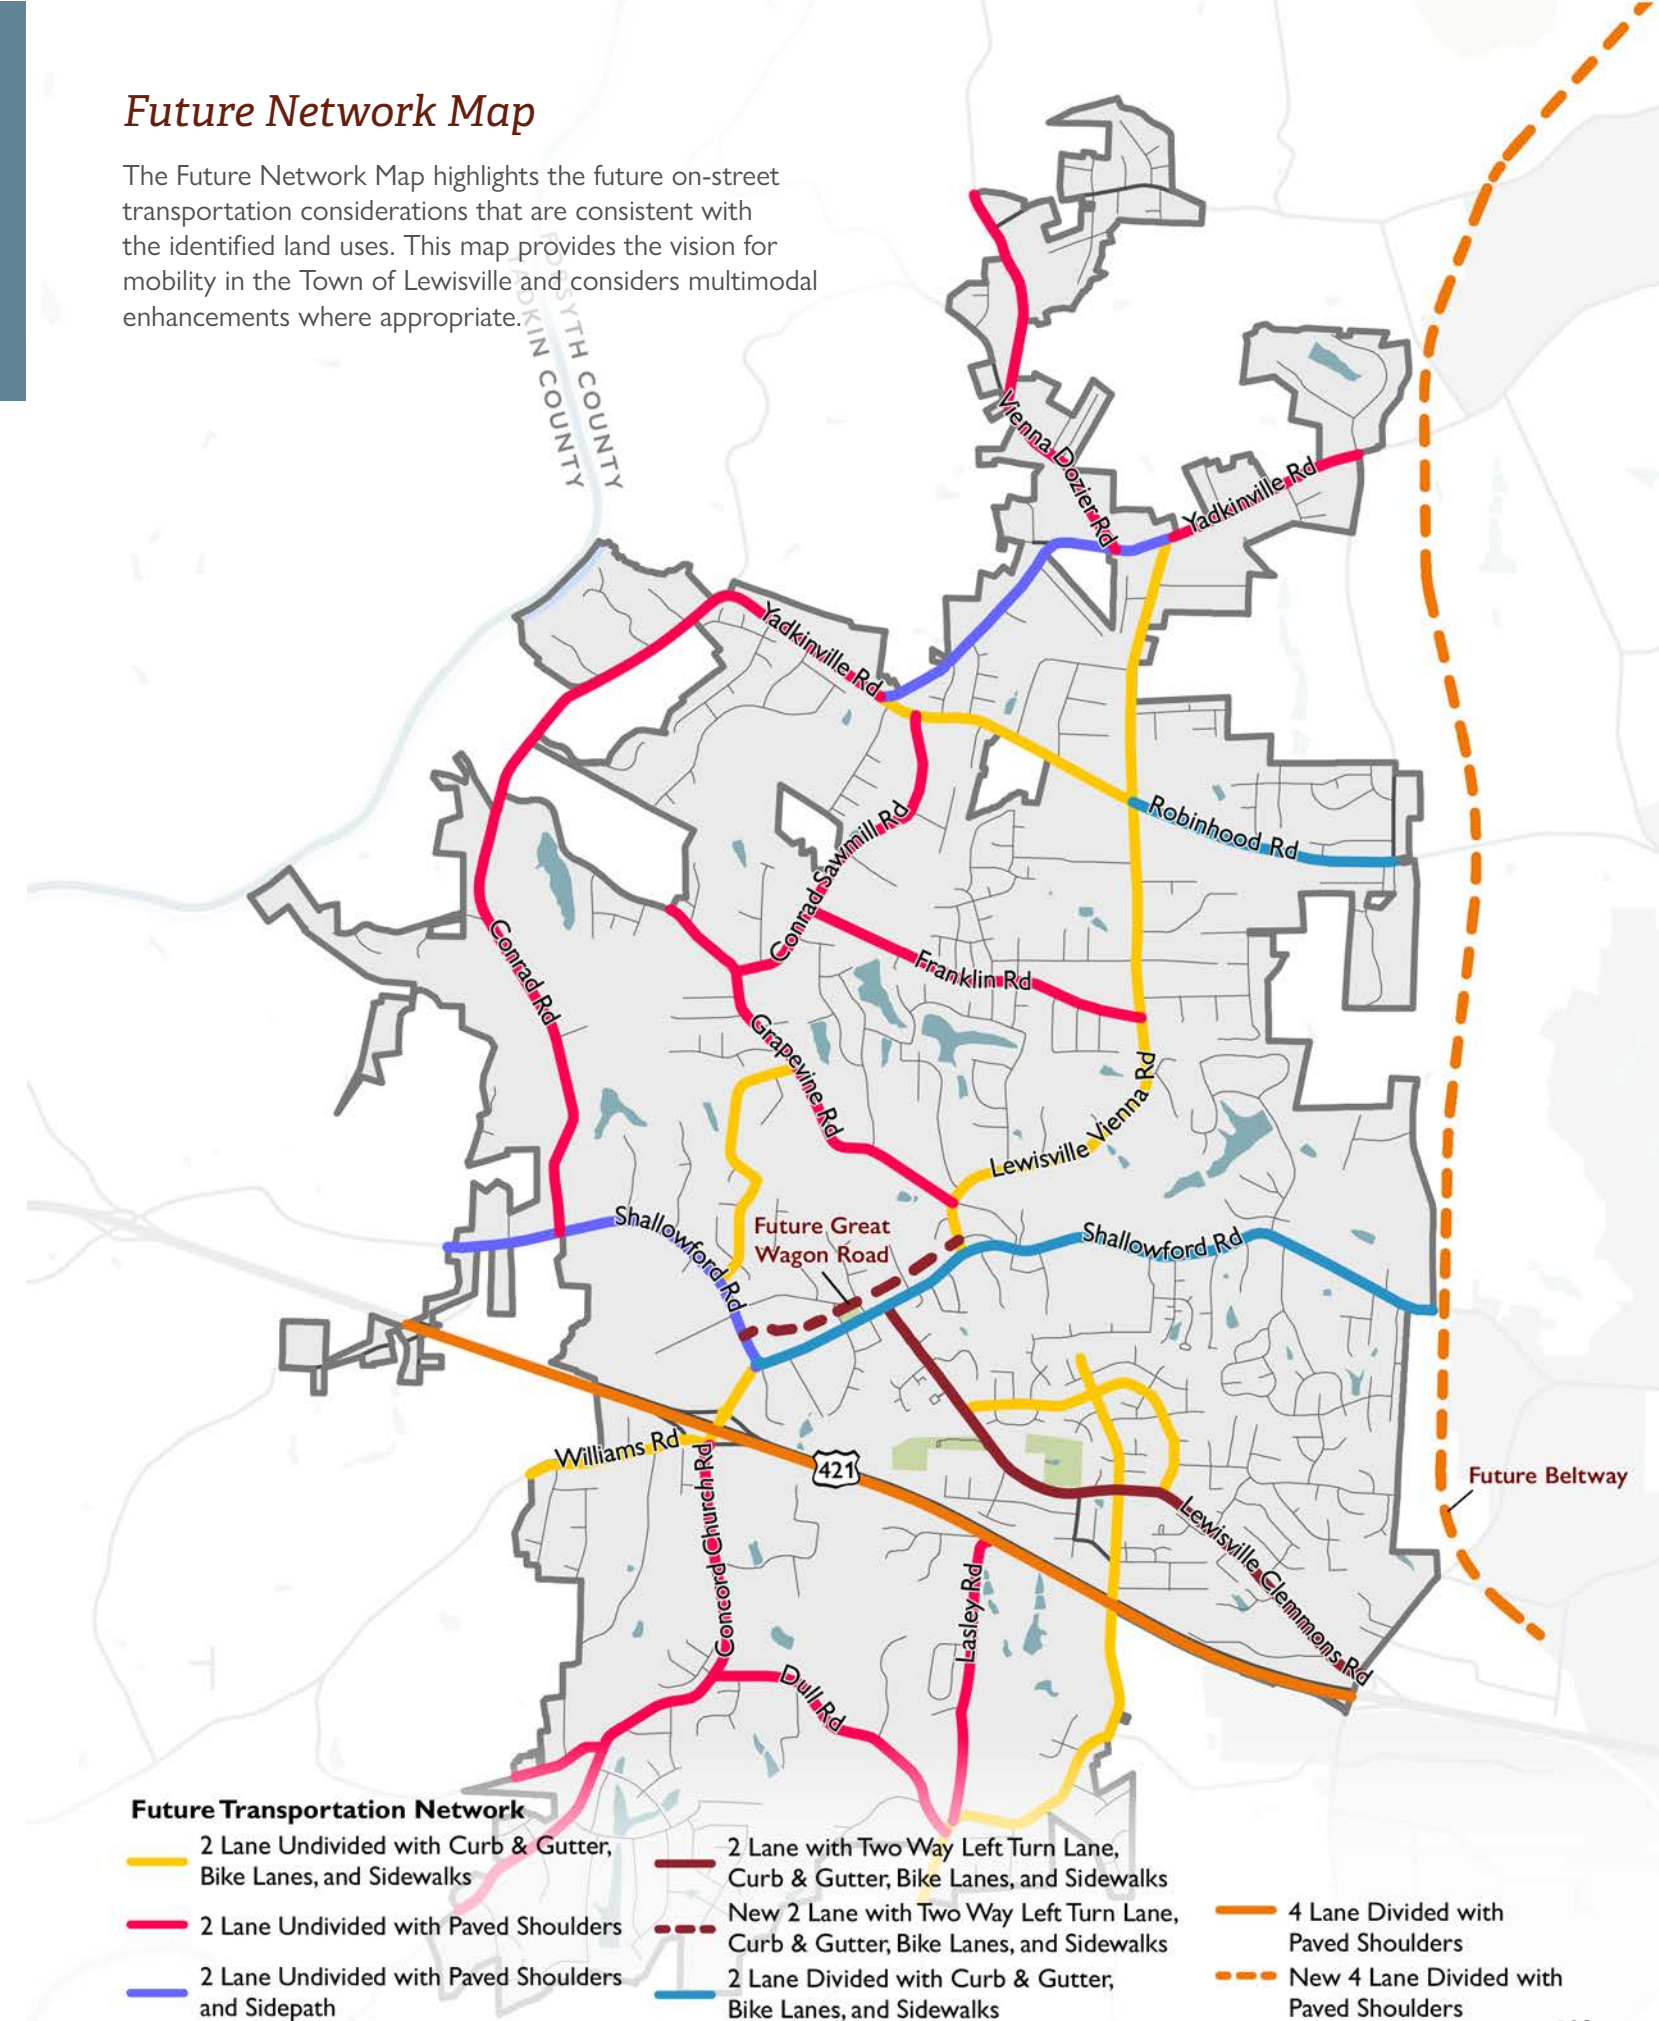 Future Network Map
The Future Network Map highlights the future on-street
transportation considerations that are consistent with
the identified land uses. This map provides the vision for
mobility in the Town of Lewisville and considers multimodal
enhancements where appropriate.
FORSYTH COUNTY
YADKIN COUNTY
Vienna Dozier Rd
Yadkinville Rd
Yadkinville Rd
Robinhood Rd
Conrad Sawmill Rd
Franklin Rd
Conrad Rd
Grapevine Rd
Lewisville Vienna Rd
Shallowford Rd
Future Great
Wagon Road
Shallowford Rd
Williams Rd
421
Future Beltway
Concord Church Rd
Lewisville Clemmons Rd
Lasley Rd
Dull Rd
Future Transportation Network
2 Lane Undivided with Curb & Gutter,
Bike Lanes, and Sidewalks
2 Lane Undivided with Paved Shoulders
2 Lane Undivided with Paved Shoulders
and Sidepath
2 Lane with Two Way Left Turn Lane,
Curb & Gutter, Bike Lanes, and Sidewalks
New 2 Lane with Two Way Left Turn Lane,
Curb & Gutter, Bike Lanes, and Sidewalks
2 Lane Divided with Curb & Gutter,
Bike Lanes, and Sidewalks
4 Lane Divided with
Paved Shoulders
New 4 Lane Divided with
Paved Shoulders